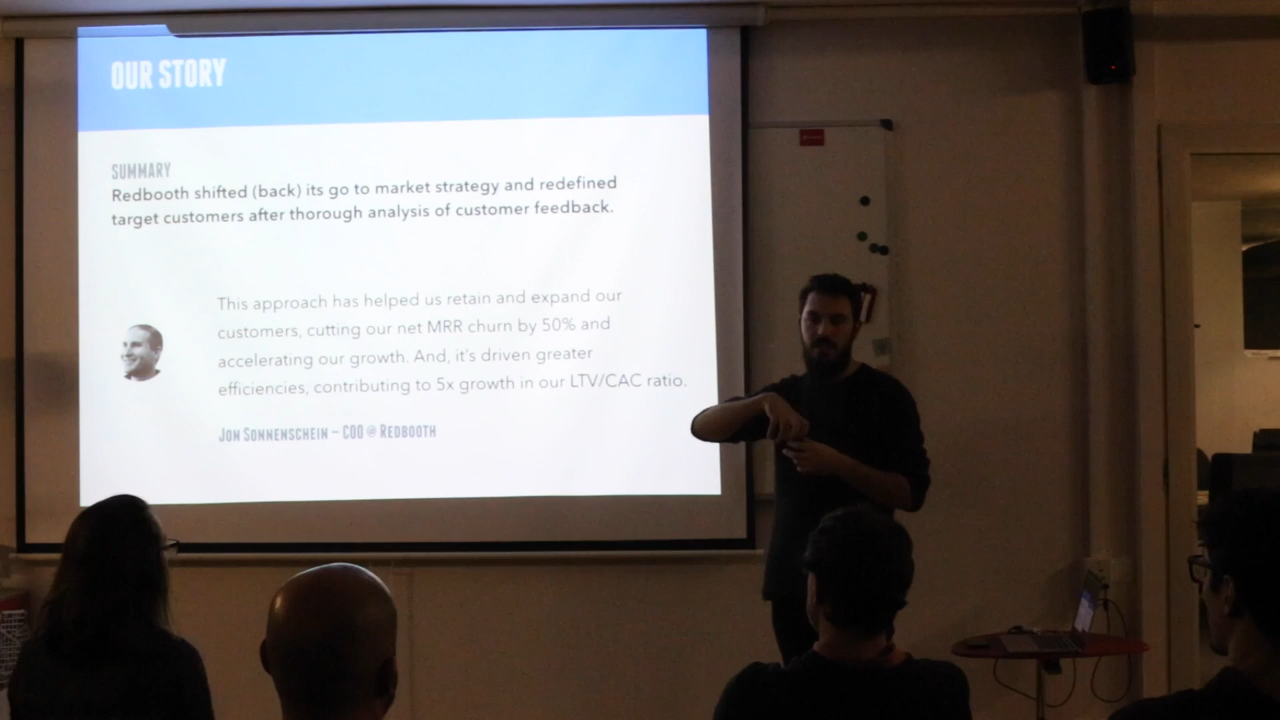 OUR STORY
SUMMARY
Redbooth shifted (back) its go to market strategy and redefined
target customers after thorough analysis of customer feedback.
This approach has helped us retain and expand our
customers, cutting our net MRR churn by 50% and
accelerating our growth. And, it's driven greater
efficiencies, contributing to 5x growth in our LTV/CAC ratio.
JON SONNENSCHEIN – COO @ REDBOOTH